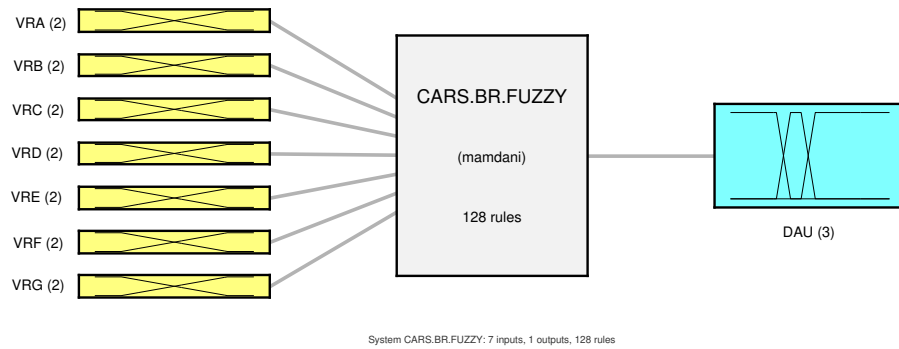 VRA (2)
VRB (2)
VRC (2)
VRD (2)
VRE (2)
VRF (2)
VRG (2)
CARS.BR.FUZZY
(mamdani)
128 rules
DAU (3)
System CARS.BR.FUZZY: 7 inputs, 1 outputs, 128 rules